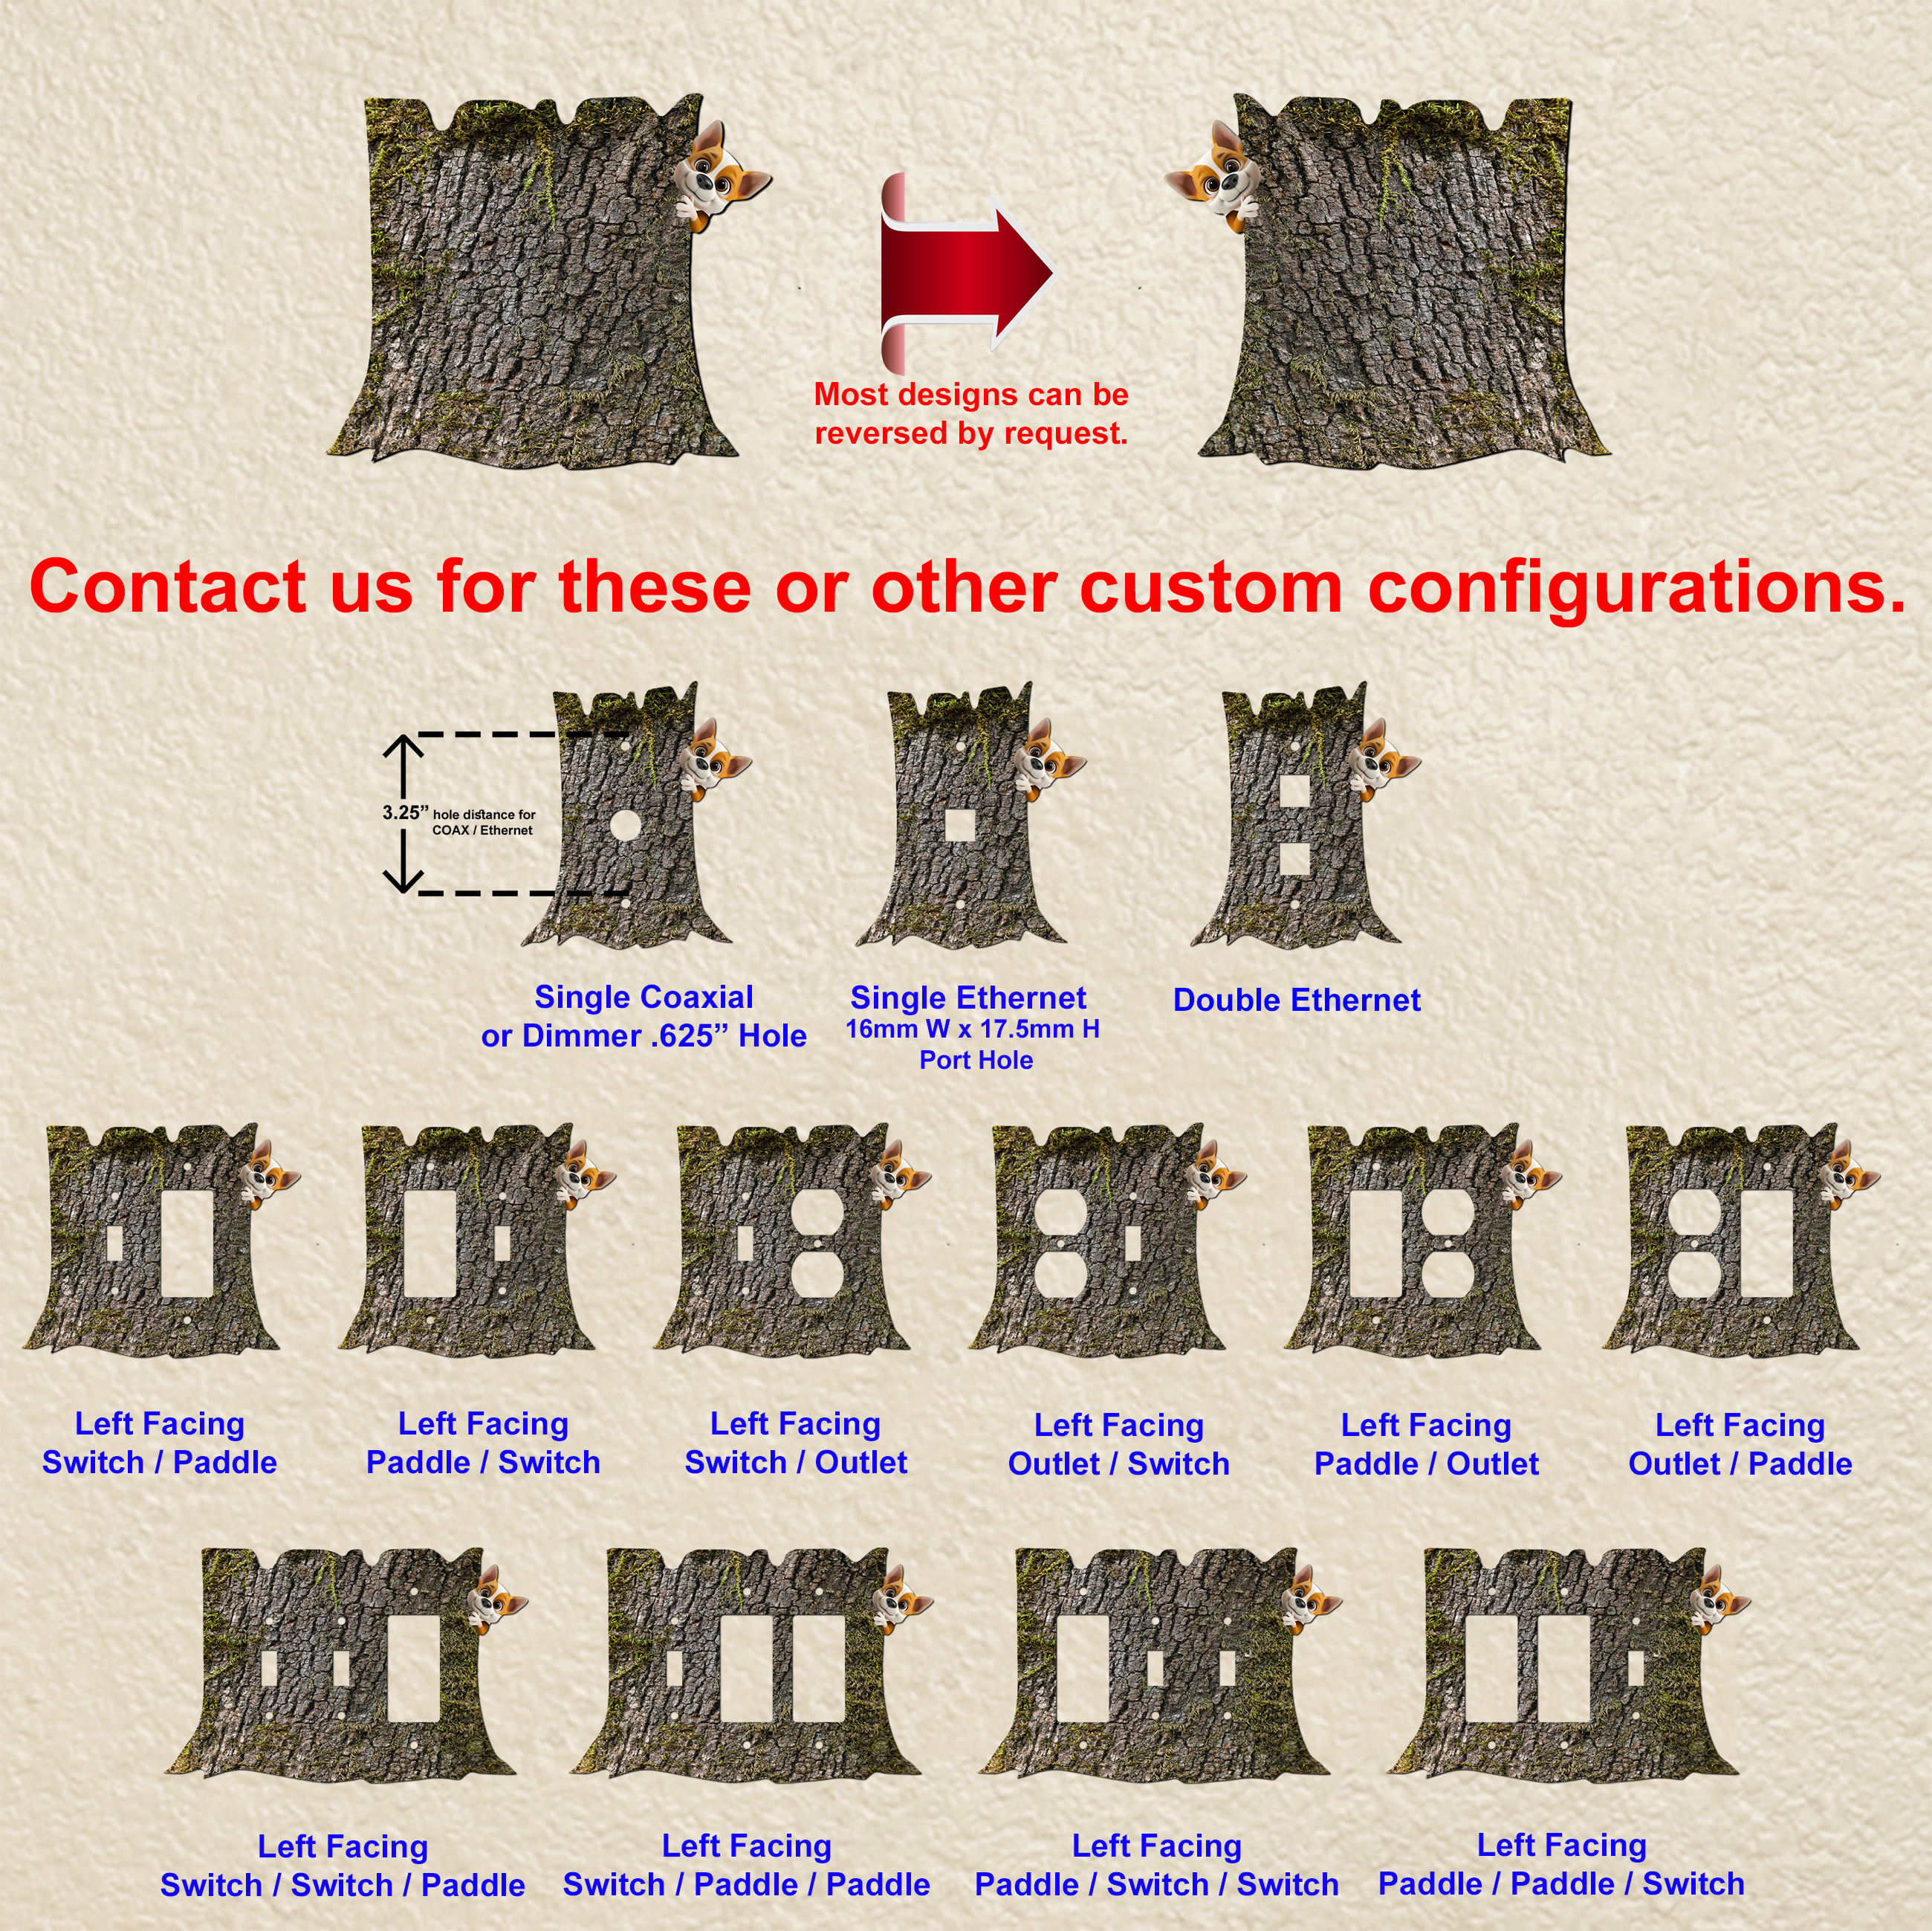 Most designs can be
reversed by request.
Contact us for these or other custom configurations.
3.25” hole distance for
COAX / Ethernet
Single Coaxial
or Dimmer .625” Hole
Single Ethernet
16mm W x 17.5mm H
Port Hole
Double Ethernet
Left Facing
Switch / Paddle
Left Facing
Paddle / Switch
Left Facing
Switch / Outlet
Left Facing
Outlet / Switch
Left Facing
Paddle / Outlet
Left Facing
Outlet / Paddle
Left Facing
Switch / Switch / Paddle
Left Facing
Switch / Paddle / Paddle
Left Facing
Paddle / Switch / Switch
Left Facing
Paddle / Paddle / Switch